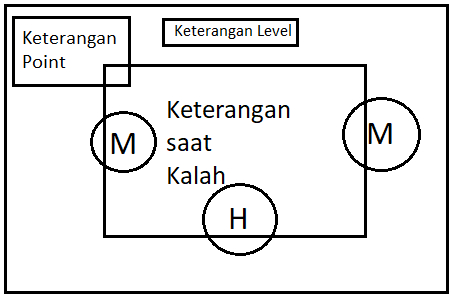 Keterangan
Point
Keterangan Level
Keterangan
saat
Kalah
M
M
H